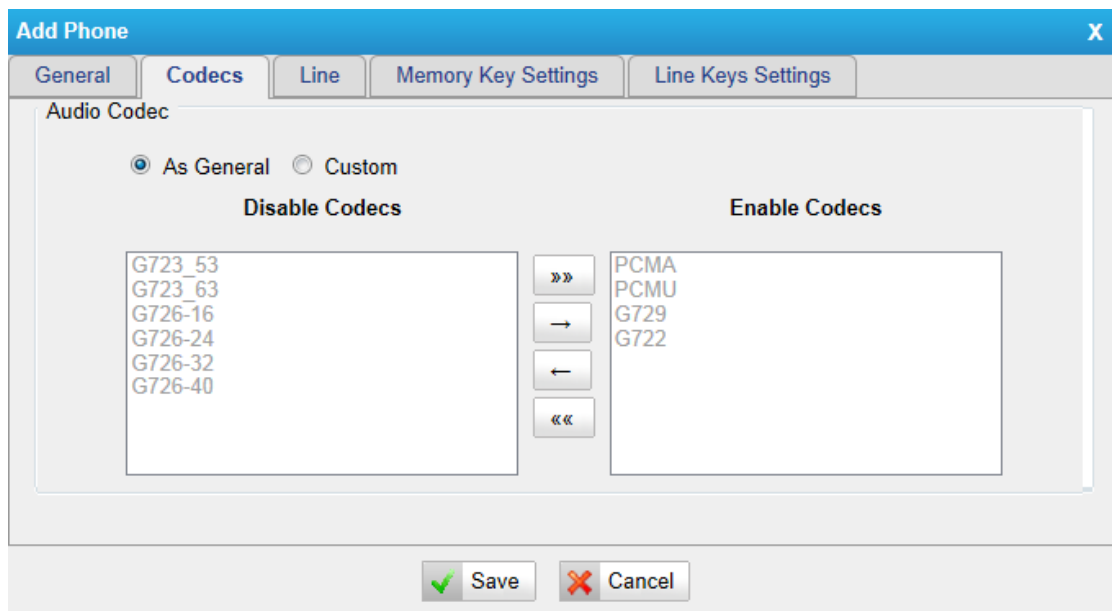 Add Phone X
General Codecs Line Memory Key Settings Line Keys Settings
Audio Codec
As General Custom
Disable Codecs Enable Codecs
G723_53
G723_63
G726-16
G726-24
G726-32
G726-40
»»
→
←
««
PCMA
PCMU
G729
G722
Save Cancel